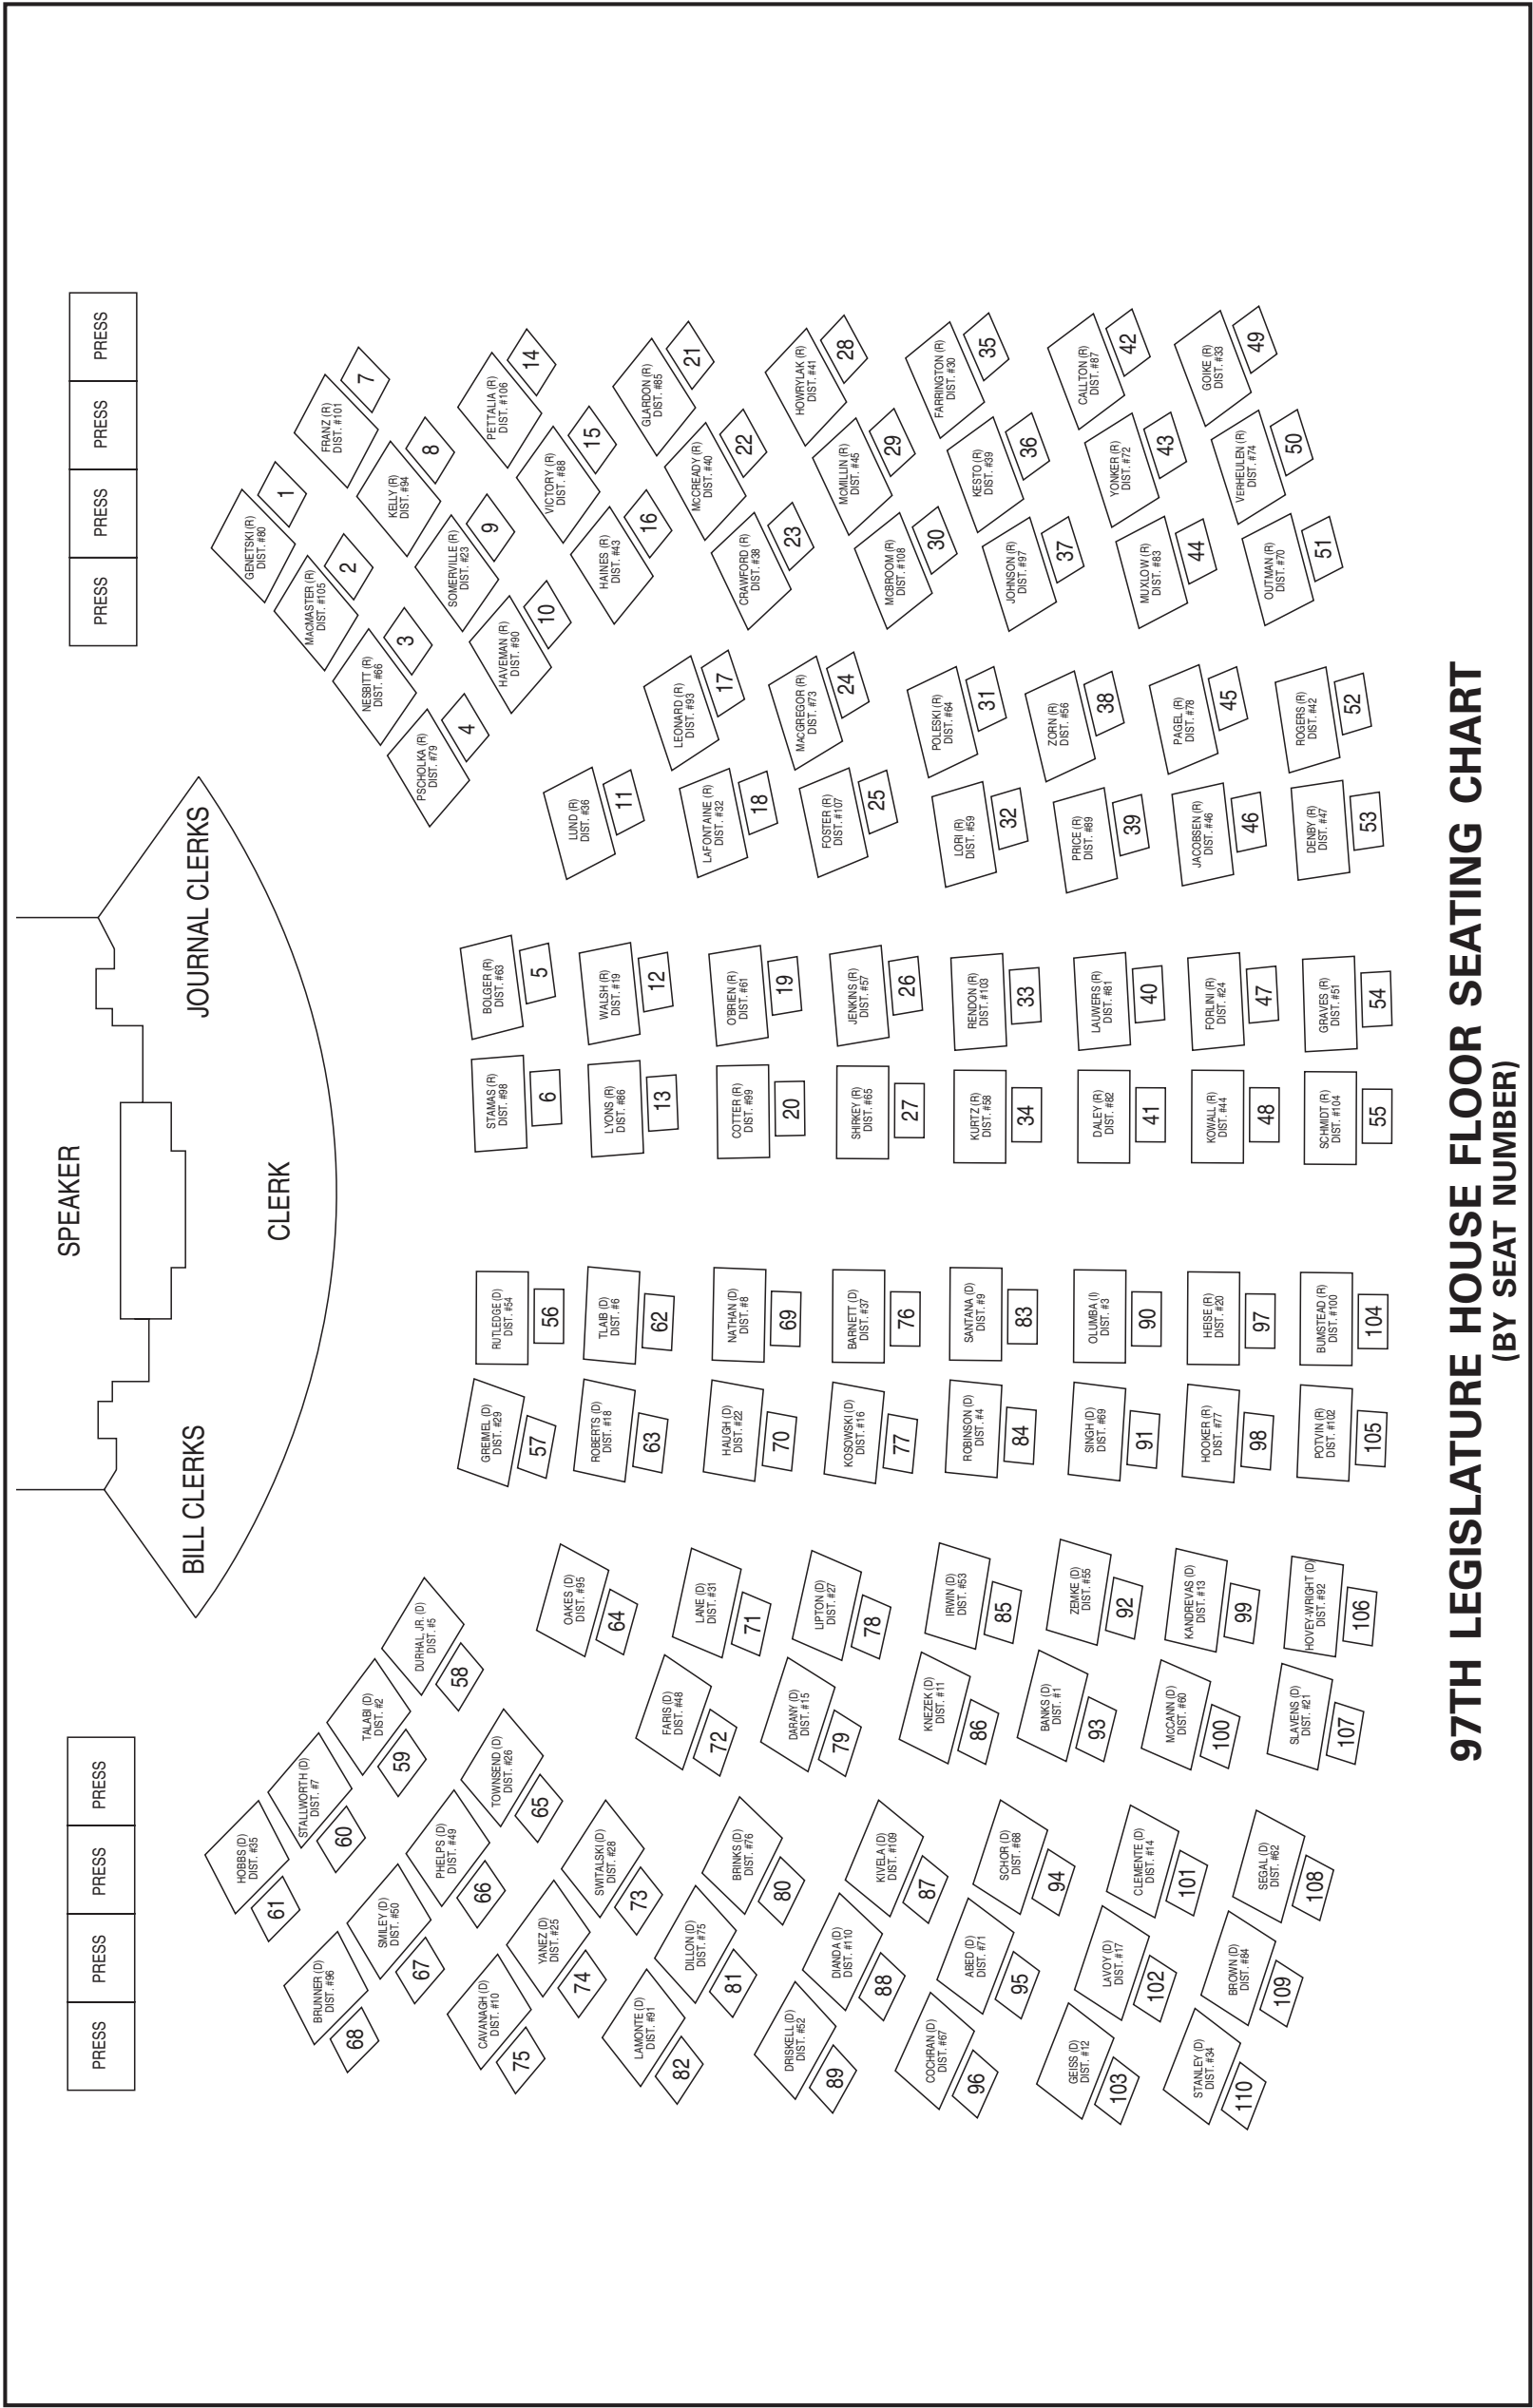 PRESS
PRESS
PRESS
PRESS
SPEAKER
PRESS
PRESS
PRESS
PRESS
BILL CLERKS
JOURNAL CLERKS
CLERK
HOBBS (D)
DIST. #35
61
STALLWORTH (D)
DIST. #7
60
TALABI (D)
DIST. #2
59
DURHAL, JR. (D)
DIST. #5
58
GREIMEL (D)
DIST. #29
57
RUTLEDGE (D)
DIST. #54
56
STAMAS (R)
DIST. #98
6
BOLGER (R)
DIST. #63
5
PSCHOLKA (R)
DIST. #79
4
NESBITT (R)
DIST. #66
3
MACMASTER (R)
DIST. #105
2
GENETSKI (R)
DIST. #80
1
BRUNNER (D)
DIST. #96
68
SMILEY (D)
DIST. #50
67
PHELPS (D)
DIST. #49
66
TOWNSEND (D)
DIST. #26
65
OAKES (D)
DIST. #95
64
ROBERTS (D)
DIST. #18
63
TLAIB (D)
DIST. #6
62
LYONS (R)
DIST. #86
13
WALSH (R)
DIST. #19
12
LUND (R)
DIST. #36
11
HAVEMAN (R)
DIST. #90
10
SOMERVILLE (R)
DIST. #23
9
KELLY (R)
DIST. #94
8
FRANZ (R)
DIST. #101
7
CAVANAGH (D)
DIST. #10
75
YANEZ (D)
DIST. #25
74
SWITALSKI (D)
DIST. #28
73
FARIS (D)
DIST. #48
72
LANE (D)
DIST. #31
71
HAUGH (D)
DIST. #22
70
NATHAN (D)
DIST. #8
69
COTTER (R)
DIST. #99
20
O'BRIEN (R)
DIST. #61
19
LAFONTAINE (R)
DIST. #32
18
LEONARD (R)
DIST. #93
17
HAINES (R)
DIST. #43
16
VICTORY (R)
DIST. #88
15
PETTALIA (R)
DIST. #106
14
LAMONTE (D)
DIST. #91
82
DILLON (D)
DIST. #75
81
BRINKS (D)
DIST. #76
80
DARANY (D)
DIST. #15
79
LIPTON (D)
DIST. #27
78
KOSOWSKI (D)
DIST. #16
77
BARNETT (D)
DIST. #37
76
SHIRKEY (R)
DIST. #65
27
JENKINS (R)
DIST. #57
26
FOSTER (R)
DIST. #107
25
MACGREGOR (R)
DIST. #73
24
CRAWFORD (R)
DIST. #38
23
MCCREADY (R)
DIST. #40
22
GLARDON (R)
DIST. #85
21
DRISKELL (D)
DIST. #52
89
DIANDA (D)
DIST. #110
88
KIVELA (D)
DIST. #109
87
KNEZEK (D)
DIST. #11
86
IRWIN (D)
DIST. #53
85
ROBINSON (D)
DIST. #4
84
SANTANA (D)
DIST. #9
83
KURTZ (R)
DIST. #58
34
RENDON (R)
DIST. #103
33
LORI (R)
DIST. #59
32
POLESKI (R)
DIST. #64
31
MCBROOM (R)
DIST. #108
30
MCMILLIN (R)
DIST. #45
29
HOWRYLAK (R)
DIST. #41
28
COCHRAN (D)
DIST. #67
96
ABED (D)
DIST. #71
95
SCHOR (D)
DIST. #68
94
BANKS (D)
DIST. #1
93
ZEMKE (D)
DIST. #55
92
SINGH (D)
DIST. #69
91
OLUMBA (I)
DIST. #3
90
DALEY (R)
DIST. #82
41
LAUWERS (R)
DIST. #81
40
PRICE (R)
DIST. #89
39
ZORN (R)
DIST. #56
38
JOHNSON (R)
DIST. #97
37
KESTO (R)
DIST. #39
36
FARRINGTON (R)
DIST. #30
35
GEISS (D)
DIST. #12
103
LAVOY (D)
DIST. #17
102
CLEMENTE (D)
DIST. #14
101
MCCANN (D)
DIST. #60
100
KANDREVAS (D)
DIST. #13
99
HOOKER (R)
DIST. #77
98
HEISE (R)
DIST. #20
97
KOWALL (R)
DIST. #44
48
FORLINI (R)
DIST. #24
47
JACOBSEN (R)
DIST. #46
46
PAGEL (R)
DIST. #78
45
MUXLOW (R)
DIST. #83
44
YONKER (R)
DIST. #72
43
CALLTON (R)
DIST. #87
42
STANLEY (D)
DIST. #34
110
BROWN (D)
DIST. #84
109
SEGAL (D)
DIST. #62
108
SLAVENS (D)
DIST. #21
107
HOVEY-WRIGHT (D)
DIST. #92
106
POTVIN (R)
DIST. #102
105
BUMSTEAD (R)
DIST. #100
104
SCHMIDT (R)
DIST. #104
55
GRAVES (R)
DIST. #51
54
DENBY (R)
DIST. #47
53
ROGERS (R)
DIST. #42
52
OUTMAN (R)
DIST. #70
51
VERHEULEN (R)
DIST. #74
50
GOIKE (R)
DIST. #33
49
97TH LEGISLATURE HOUSE FLOOR SEATING CHART
(BY SEAT NUMBER)